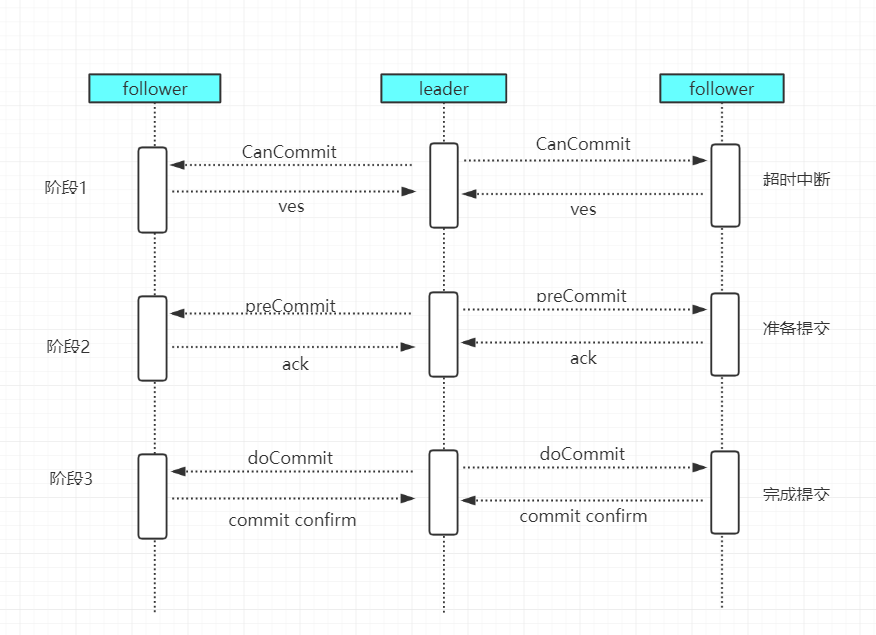 follower leader follower
CanCommit CanCommit
阶段1 超时中断
ves ves
preCommit preCommit
阶段2 准备提交
ack ack
doCommit doCommit
阶段3 完成提交
commit confirm commit confirm